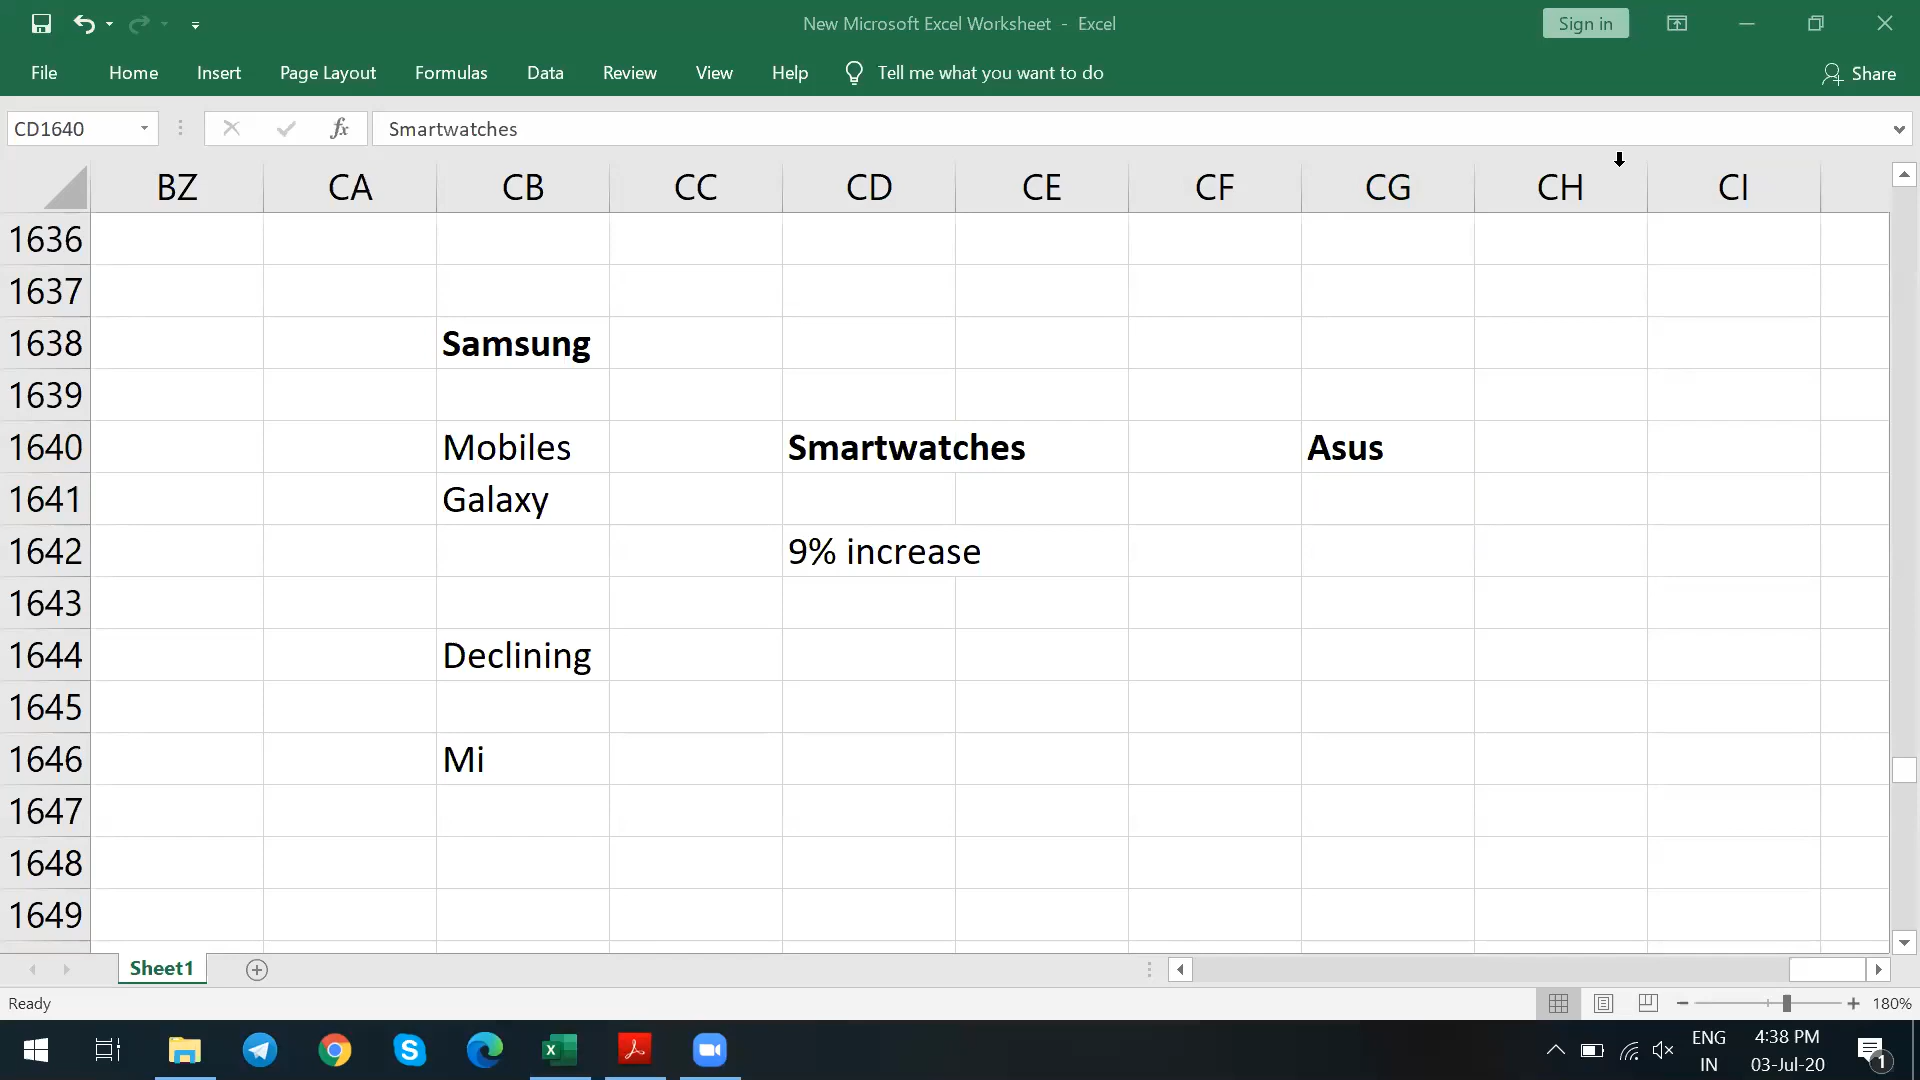 New Microsoft Excel Worksheet - Excel
Sign in
File Home Insert Page Layout Formulas Data Review View Help Tell me what you want to do Share
CD1640 fx Smartwatches
BZ CA CB CC CD CE CF CG CH CI
1636
1637
1638 Samsung
1639
1640 Mobiles Smartwatches Asus
1641 Galaxy
1642 9% increase
1643
1644 Declining
1645
1646 Mi
1647
1648
1649
Sheet1
Ready 180%
ENG 4:38 PM
IN 03-Jul-20 1